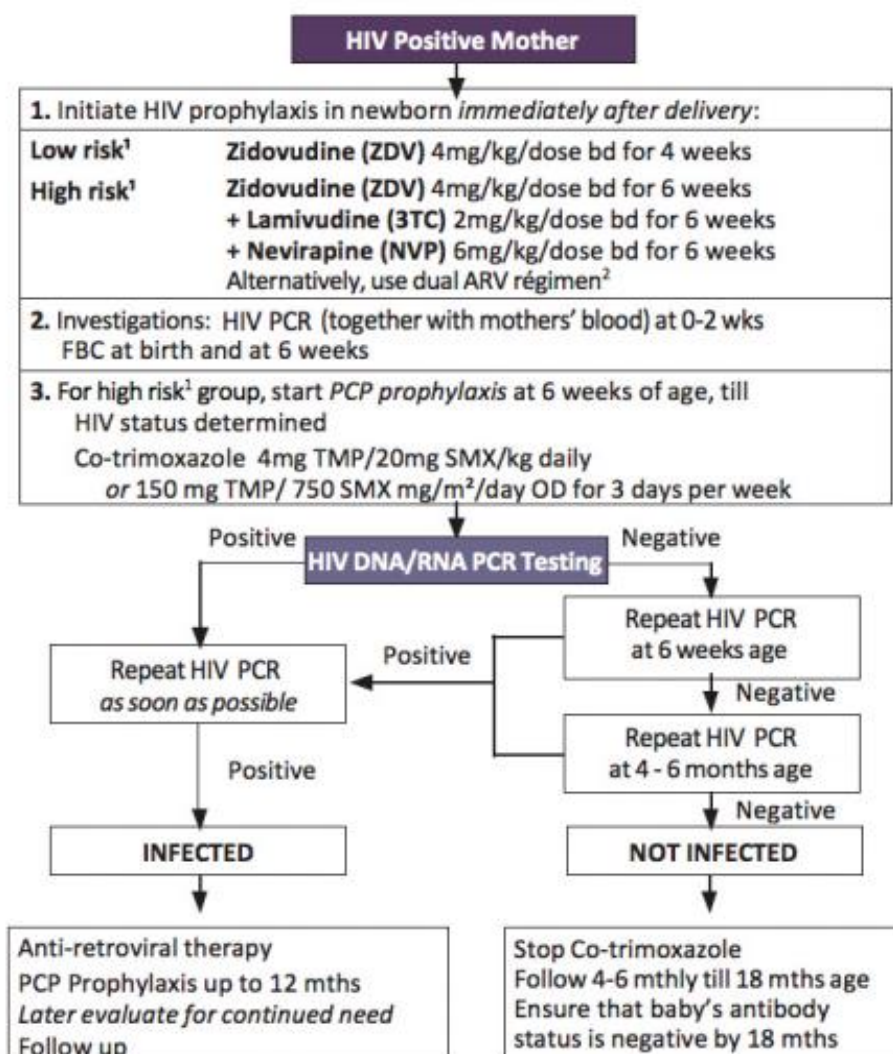 HIV Positive Mother
1. Initiate HIV prophylaxis in newborn immediately after delivery:
Low risk¹ Zidovudine (ZDV) 4mg/kg/dose bd for 4 weeks
High risk¹ Zidovudine (ZDV) 4mg/kg/dose bd for 6 weeks
+ Lamivudine (3TC) 2mg/kg/dose bd for 6 weeks
+ Nevirapine (NVP) 6mg/kg/dose bd for 6 weeks
Alternatively, use dual ARV régimen²
2. Investigations: HIV PCR (together with mothers' blood) at 0-2 wks
FBC at birth and at 6 weeks
3. For high risk¹ group, start PCP prophylaxis at 6 weeks of age, till
HIV status determined
Co-trimoxazole 4mg TMP/20mg SMX/kg daily
or 150 mg TMP/ 750 SMX mg/m²/day OD for 3 days per week
Positive
HIV DNA/RNA PCR Testing
Negative
Repeat HIV PCR
at 6 weeks age
Positive
Repeat HIV PCR
as soon as possible
Negative
Repeat HIV PCR
at 4 - 6 months age
Positive
Negative
INFECTED
NOT INFECTED
Anti-retroviral therapy
PCP Prophylaxis up to 12 mths
Later evaluate for continued need
Follow up
Stop Co-trimoxazole
Follow 4-6 mthly till 18 mths age
Ensure that baby's antibody
status is negative by 18 mths